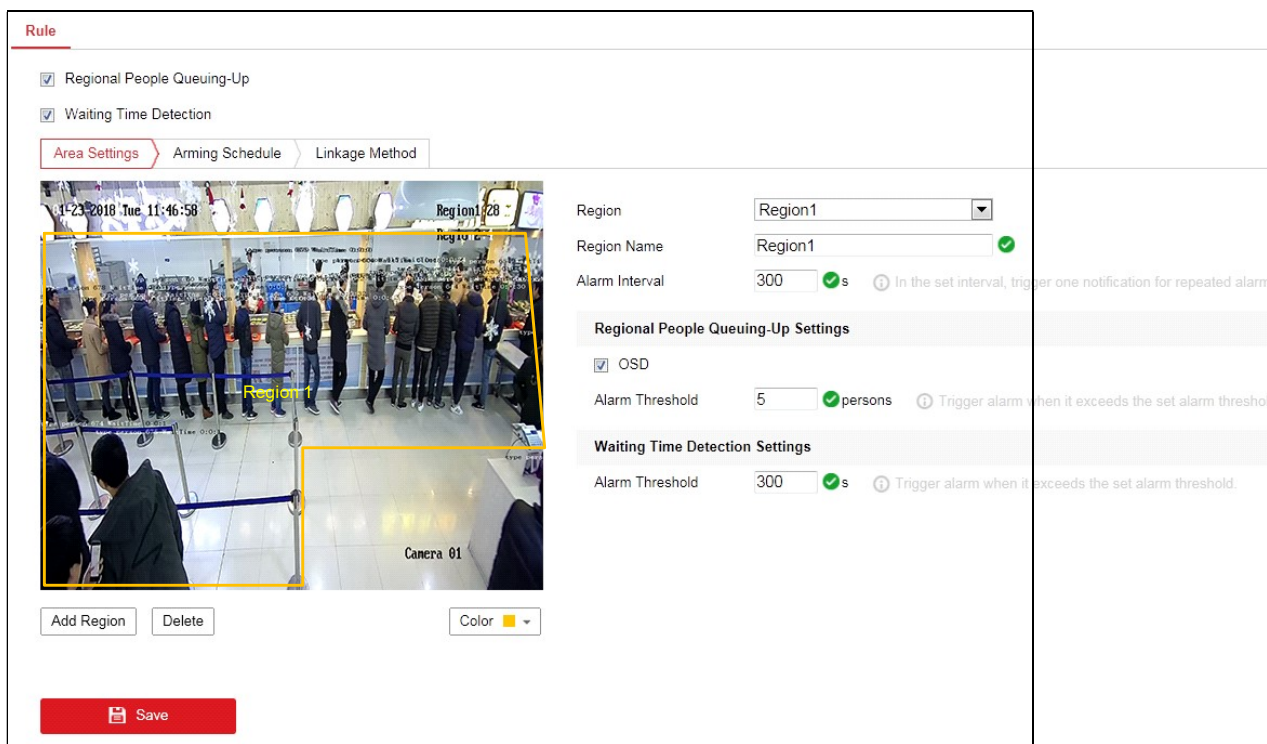 Rule
Regional People Queuing-Up
Waiting Time Detection
Area Settings
Arming Schedule
Linkage Method
1-23-2018 Tue 11:46:58
Region1 28
Region 1
Camera 01
Region
Region1
Region Name
Region1
Alarm Interval
300
s
In the set interval, trigger one notification for repeated alarm
Regional People Queuing-Up Settings
OSD
Alarm Threshold
5
persons
Trigger alarm when it exceeds the set alarm thresho
Waiting Time Detection Settings
Alarm Threshold
300
s
Trigger alarm when it exceeds the set alarm threshold.
Add Region
Delete
Color
Save